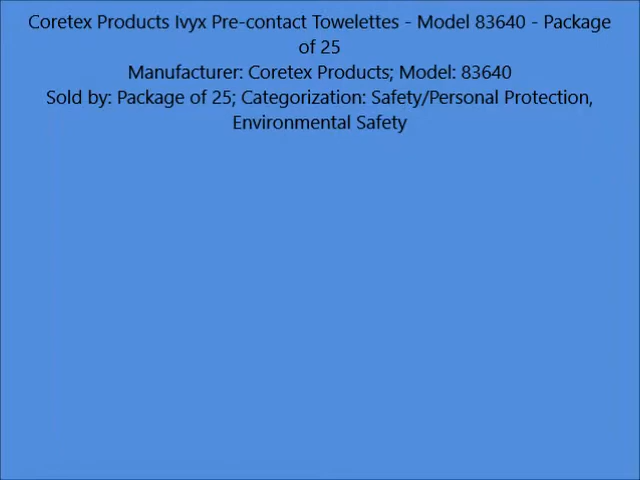 Coretex Products Ivyx Pre-contact Towelettes - Model 83640 - Package
of 25
Manufacturer: Coretex Products; Model: 83640
Sold by: Package of 25; Categorization: Safety/Personal Protection,
Environmental Safety